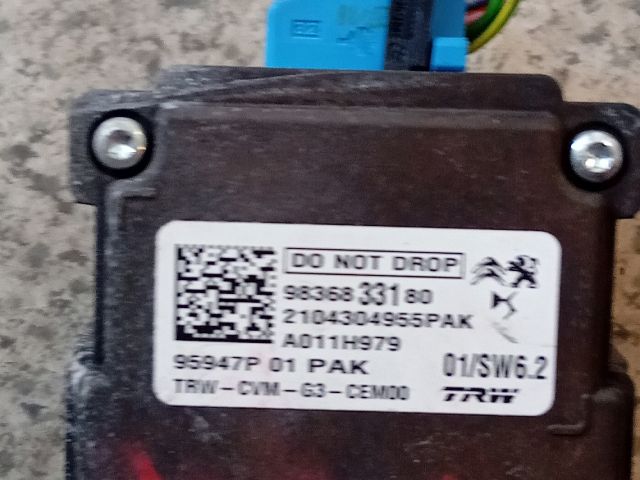 DO NOT DROP
98368 331 80
2104304955PAK
A011H979
95947P 01 PAK 01/SW6.2
TRW-CVM-G3-CEM00 TRW